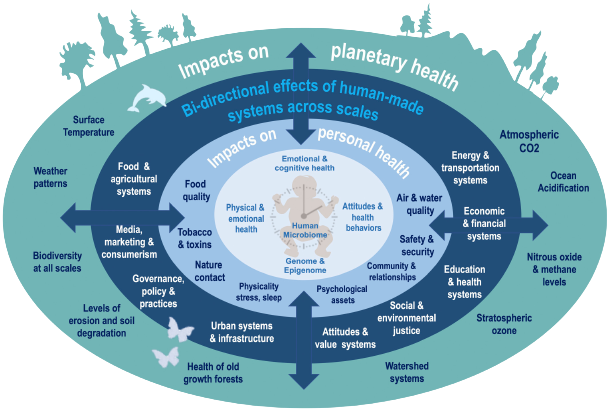 Impacts on planetary health
Bi-directional effects of human-made
systems across scales
Impacts on personal health
Surface
Temperature
Weather
patterns
Biodiversity
at all scales
Levels of
erosion and soil
degradation
Health of old
growth forests
Watershed
systems
Stratospheric
ozone
Nitrous oxide
& methane
levels
Ocean
Acidification
Atmospheric
CO2
Food &
agricultural
systems
Media,
marketing &
consumerism
Governance,
policy &
practices
Urban systems
& infrastructure
Attitudes &
value systems
Social &
environmental
justice
Education
& health
systems
Economic
& financial
systems
Energy &
transportation
systems
Food
quality
Tobacco
& toxins
Nature
contact
Physicality
stress, sleep
Psychological
assets
Community &
relationships
Safety &
security
Air & water
quality
Emotional &
cognitive health
Physical &
emotional
health
Attitudes &
health
behaviors
Human
Microbiome
Genome &
Epigenome